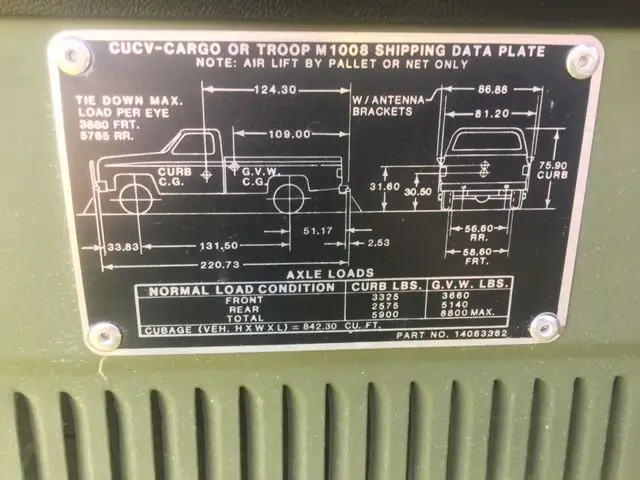 CUCV-CARGO OR TROOP M1008 SHIPPING DATA PLATE
NOTE: AIR LIFT BY PALLET OR NET ONLY
TIE DOWN MAX.
LOAD PER EYE
3880 FRT.
5765 RR.
124.30
109.00
CURB
C.G.
G.V.W.
C.G.
33.83
131.50
51.17
2.53
220.73
W/ANTENNA
BRACKETS
86.88
81.20
31.60
30.50
75.90
CURB
56.60
RR.
58.60
FRT.
AXLE LOADS
NORMAL LOAD CONDITION CURB LBS. G.V.W. LBS.
FRONT 3325 3660
REAR 2575 5140
TOTAL 5900 8800 MAX.
CUBAGE (VEH. HXWXL) = 842.30 CU. FT.
PART NO. 14063382